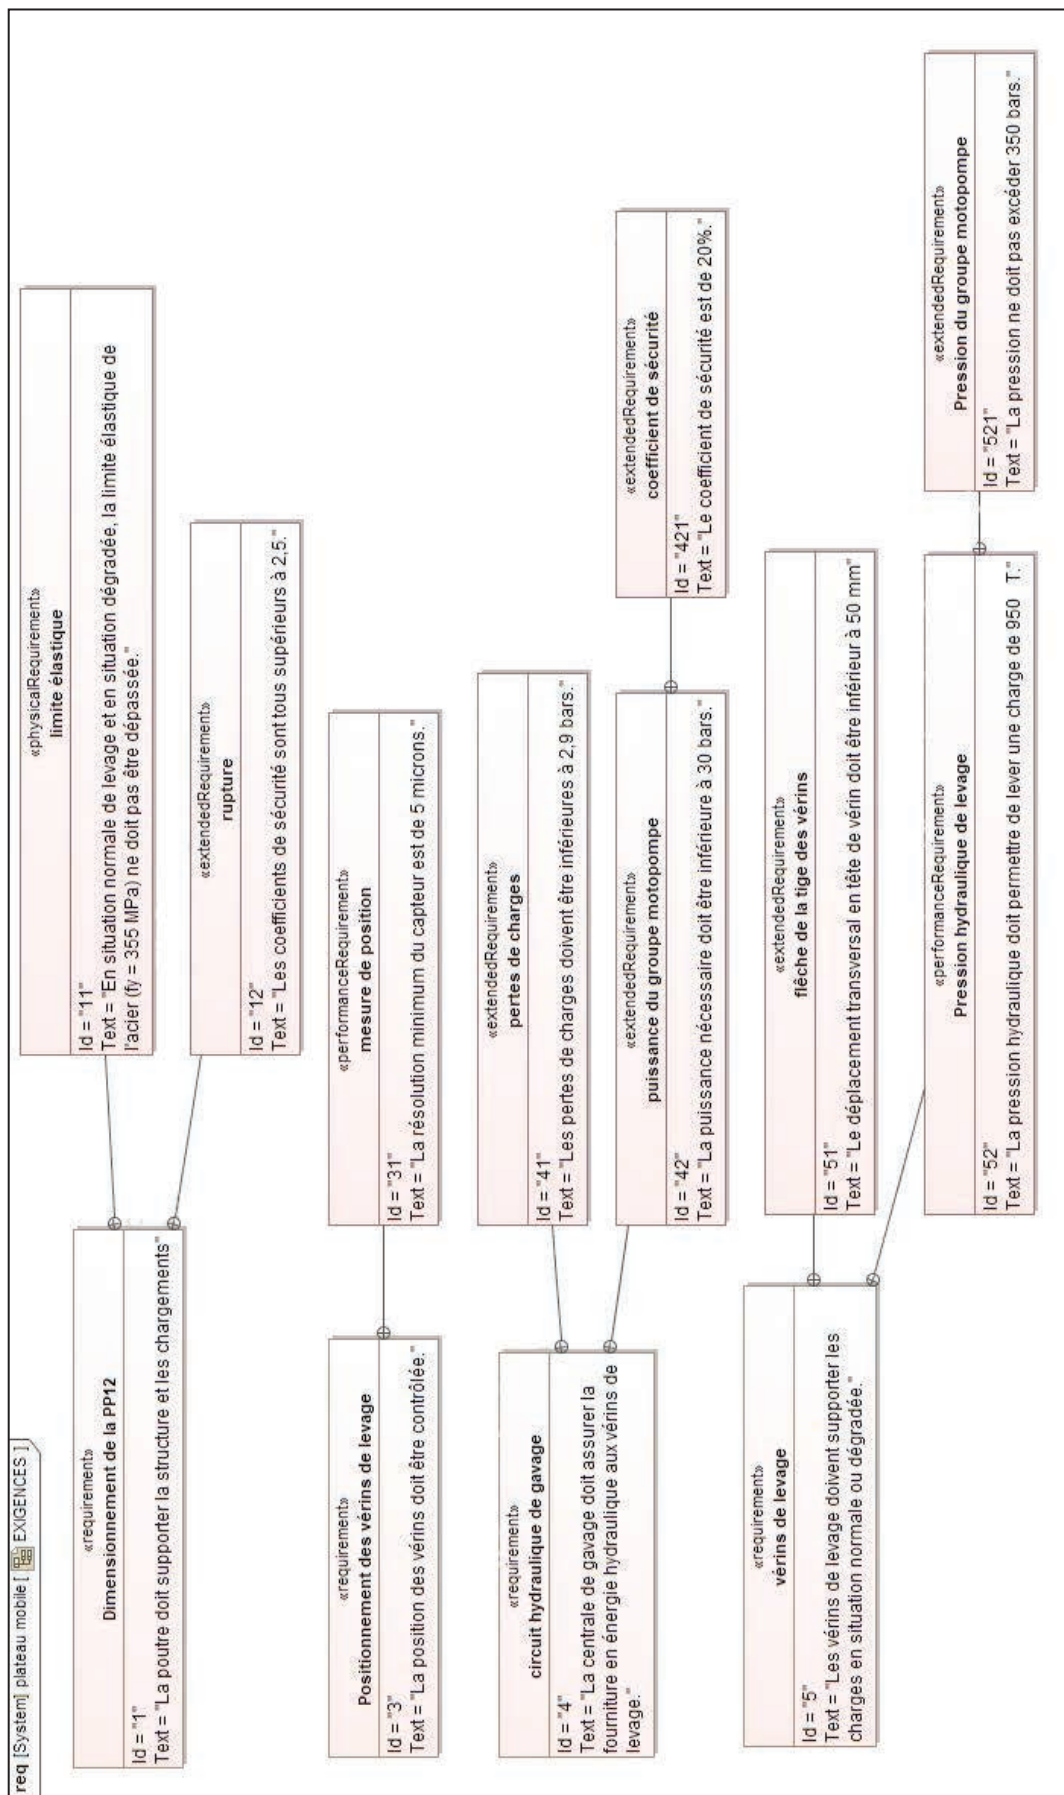 req [System] plateau mobile [ EXIGENCES ]
«requirement»
Dimensionnement de la PP12
Id = "1"
Text = "La poutre doit supporter la structure et les chargements"
«physicalRequirement»
limite élastique
Id = "11"
Text = "En situation normale de levage et en situation dégradée, la limite élastique de
l'acier (fy = 355 MPa) ne doit pas être dépassée."
«extendedRequirement»
rupture
Id = "12"
Text = "Les coefficients de sécurité sont tous supérieurs à 2,5."
«requirement»
Positionnement des vérins de levage
Id = "3"
Text = "La position des vérins doit être contrôlée."
«performanceRequirement»
mesure de position
Id = "31"
Text = "La résolution minimum du capteur est de 5 microns."
«requirement»
circuit hydraulique de gavage
Id = "4"
Text = "La centrale de gavage doit assurer la
fourniture en énergie hydraulique aux vérins de
levage."
«extendedRequirement»
pertes de charges
Id = "41"
Text = "Les pertes de charges doivent être inférieures à 2,9 bars."
«extendedRequirement»
puissance du groupe motopompe
Id = "42"
Text = "La puissance nécessaire doit être inférieure à 30 bars."
«extendedRequirement»
coefficient de sécurité
Id = "421"
Text = "Le coefficient de sécurité est de 20%."
«requirement»
vérins de levage
Id = "5"
Text = "Les vérins de levage doivent supporter les
charges en situation normale ou dégradée."
«extendedRequirement»
flêche de la tige des vérins
Id = "51"
Text = "Le déplacement transversal en tête de vérin doit être inférieur à 50 mm"
«performanceRequirement»
Pression hydraulique de levage
Id = "52"
Text = "La pression hydraulique doit permettre de lever une charge de 950 T."
«extendedRequirement»
Pression du groupe motopompe
Id = "521"
Text = "La pression ne doit pas excéder 350 bars."